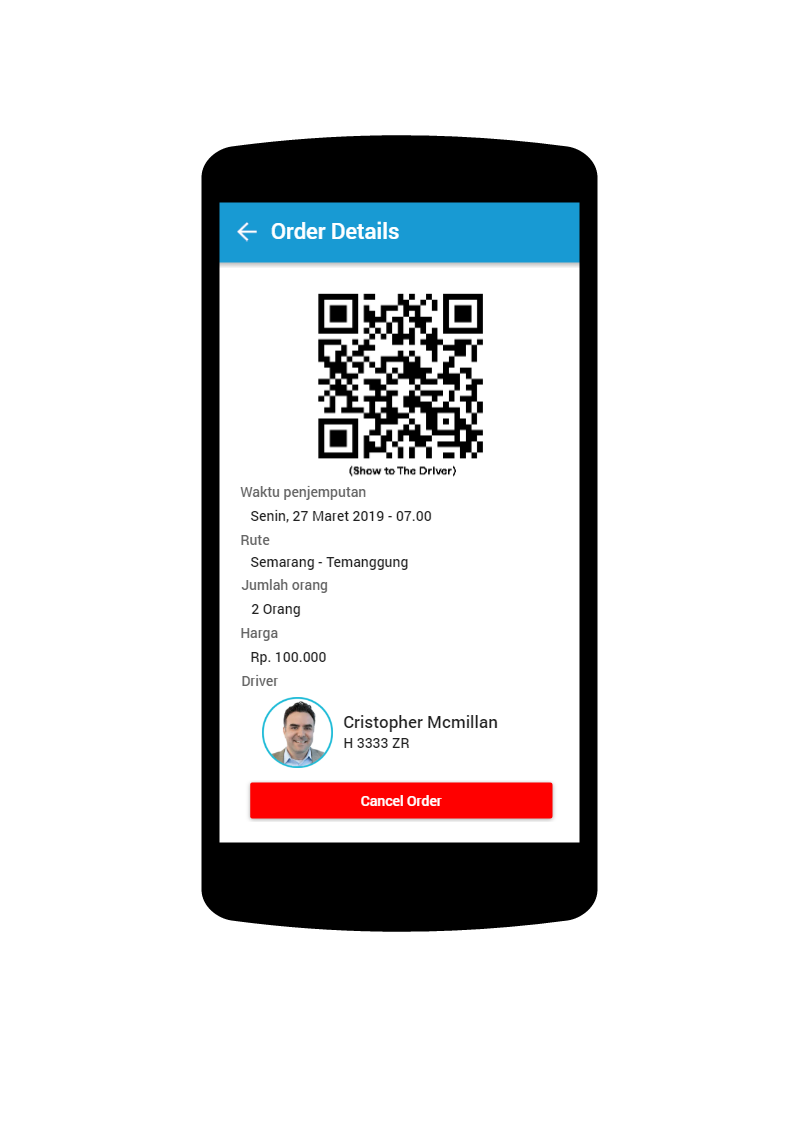 Order Details
(Show to The Driver)
Waktu penjemputan
Senin, 27 Maret 2019 - 07.00
Rute
Semarang - Temanggung
Jumlah orang
2 Orang
Harga
Rp. 100.000
Driver
Cristopher Mcmillan
H 3333 ZR
Cancel Order